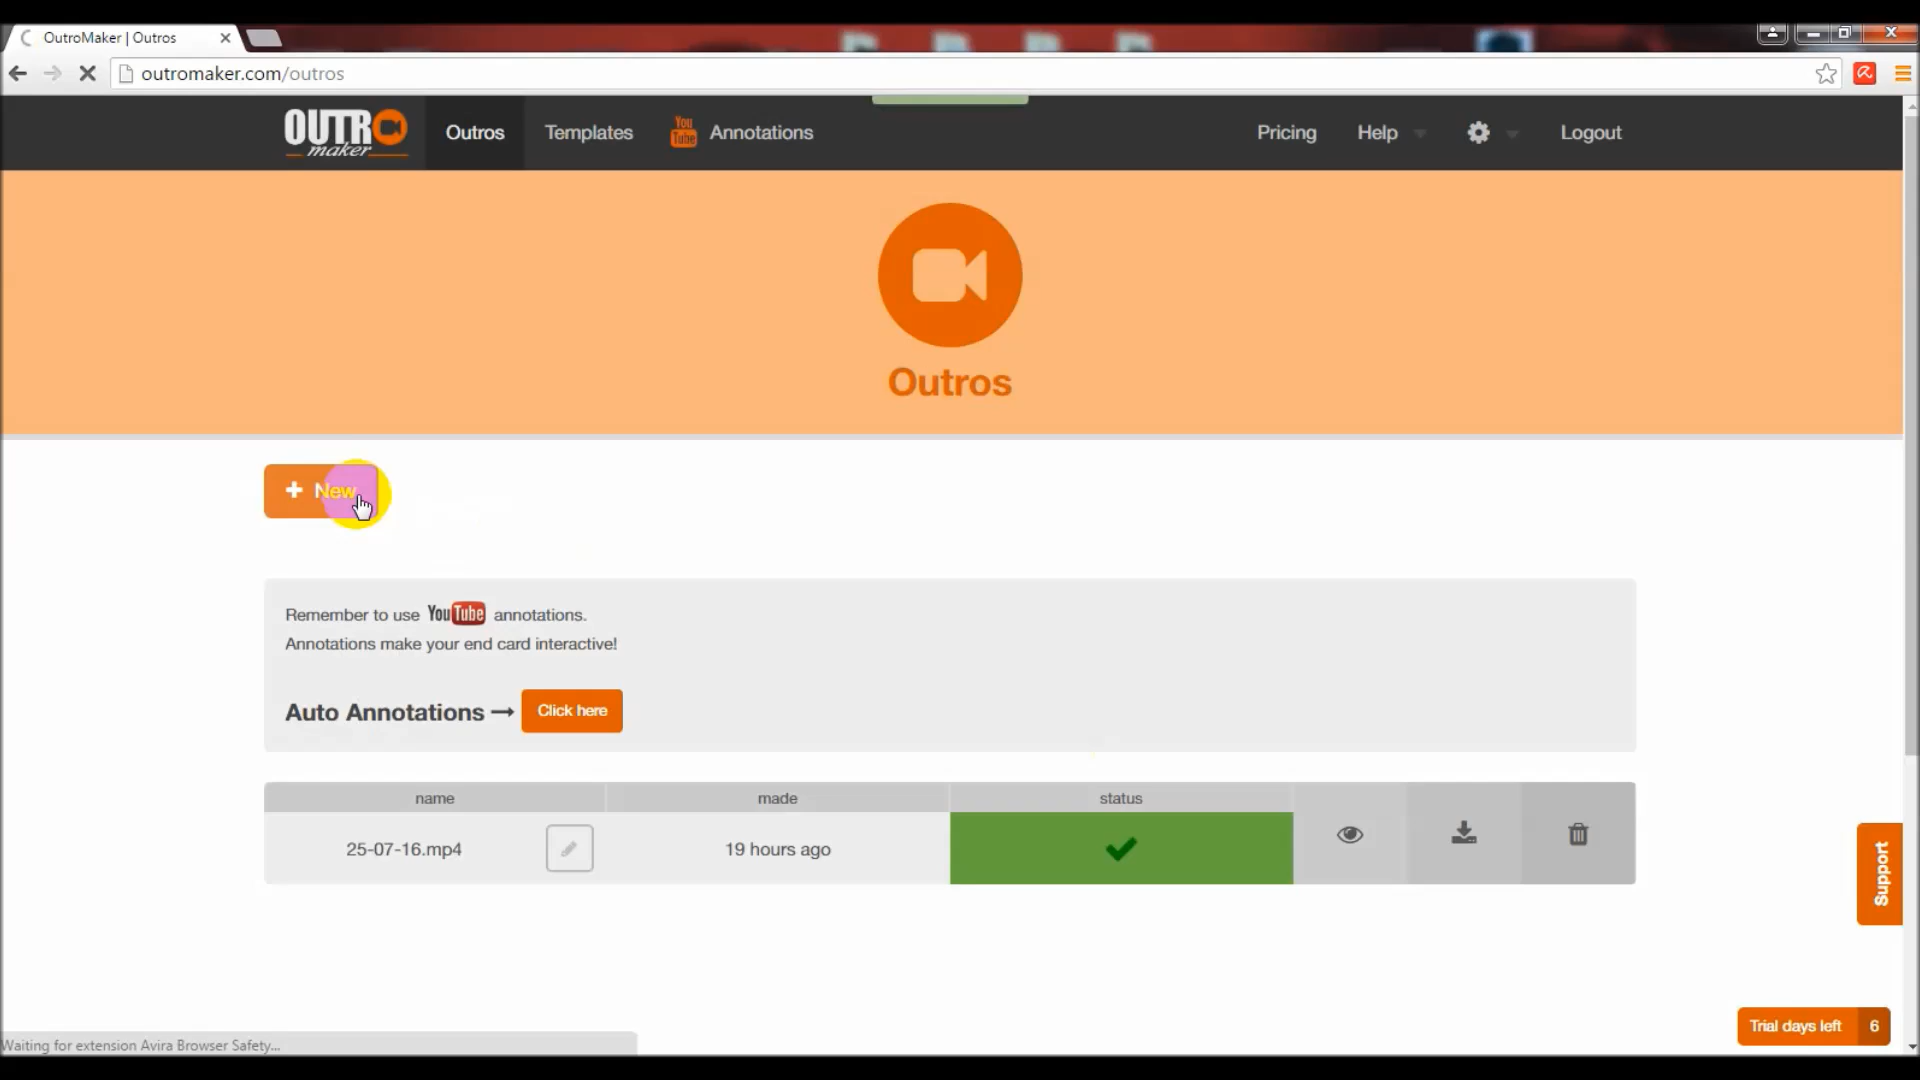 OutroMaker | Outros
outromaker.com/outros
OUTRO maker
Outros
Templates
You Tube
Annotations
Pricing
Help
Logout
Outros
+ New
Remember to use YouTube annotations.
Annotations make your end card interactive!
Auto Annotations → Click here
name made status
25-07-16.mp4 19 hours ago
Support
Trial days left 6
Waiting for extension Avira Browser Safety...